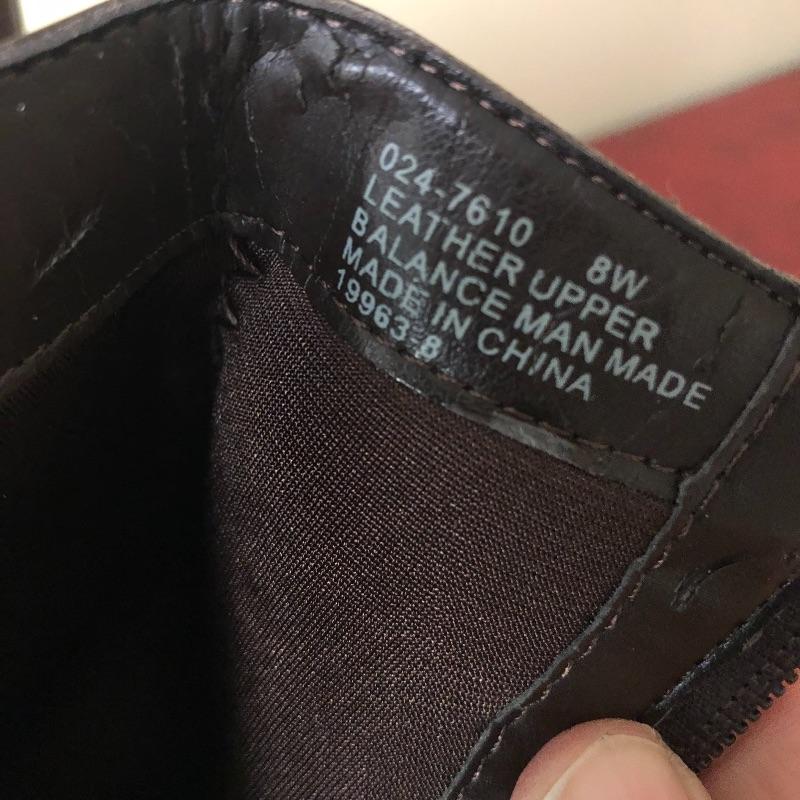 024-7610 8W
LEATHER UPPER
BALANCE MAN MADE
MADE IN CHINA
19963 8